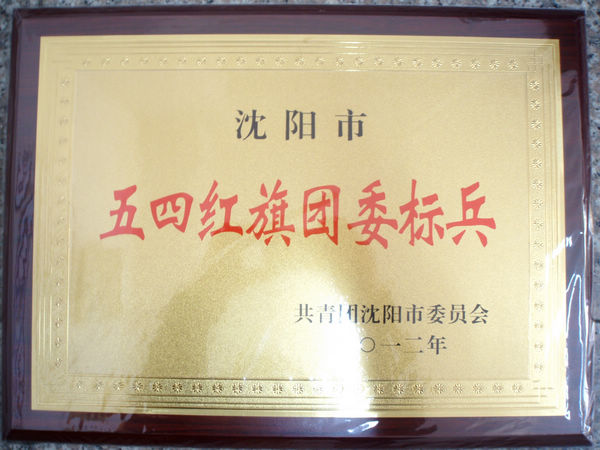 沈阳市
五四红旗团委标兵
共青团沈阳市委员会
〇一二年